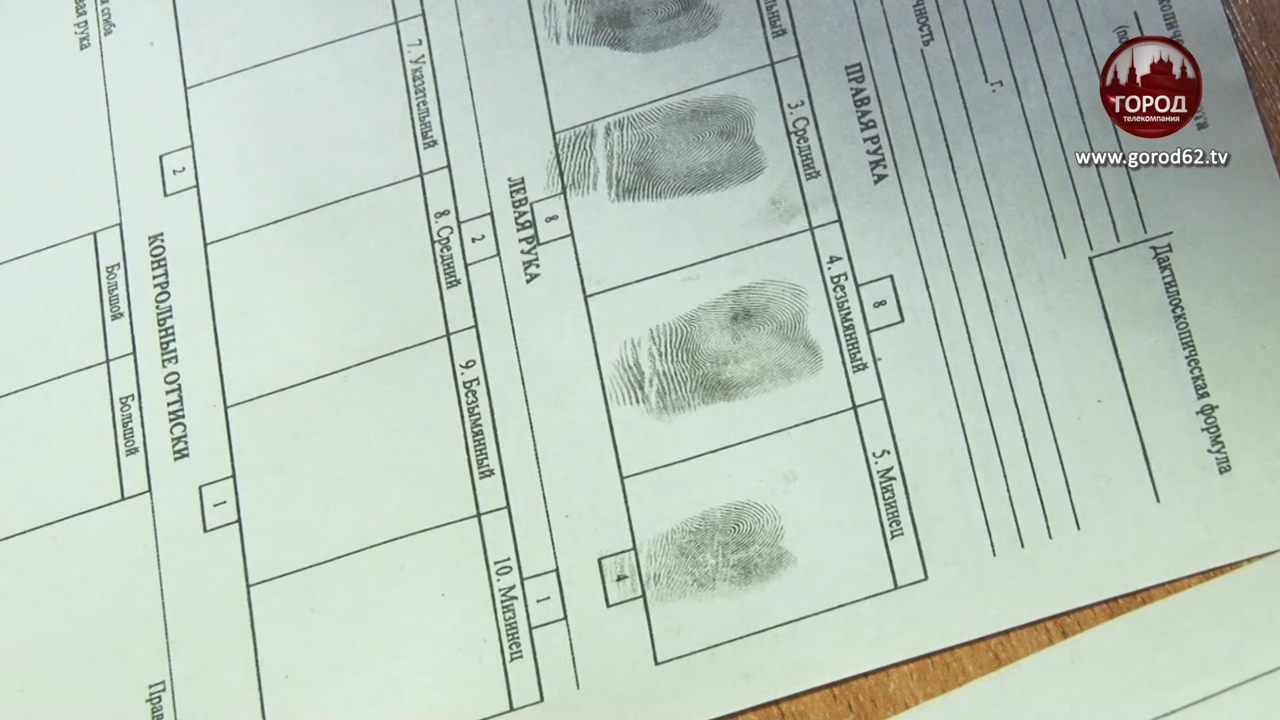 ГОРОД
телекомпания
www.gorod62.tv
Дактилоскопическая формула
г.
ПРАВАЯ РУКА
8
3. Средний
4. Безымянный
5. Мизинец
8
4
ЛЕВАЯ РУКА
2
1
7. Указательный
8. Средний
9. Безымянный
10. Мизинец
2
1
КОНТРОЛЬНЫЕ ОТТИСКИ
Большой
Большой
рука